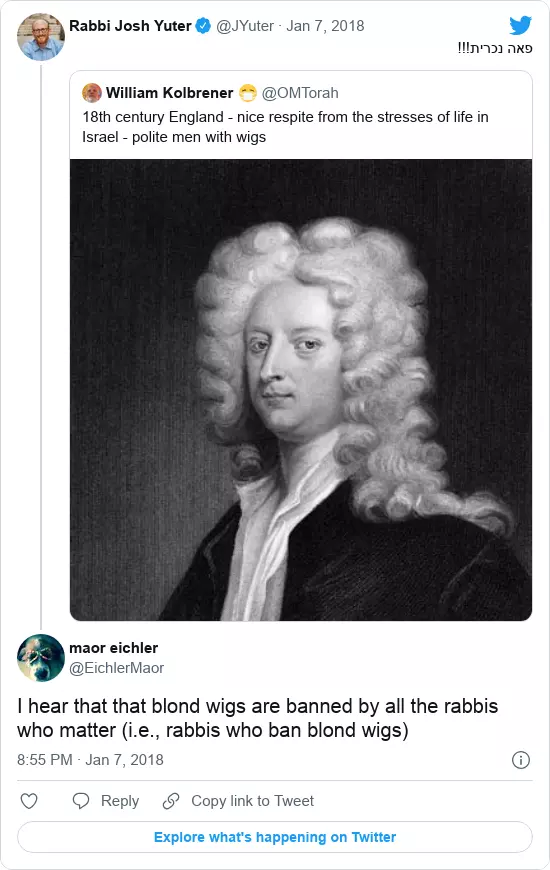 Rabbi Josh Yuter @JYuter · Jan 7, 2018
פאה נכרית!!!
William Kolbrener 😷 @OMTorah
18th century England - nice respite from the stresses of life in
Israel - polite men with wigs
maor eichler
@EichlerMaor
I hear that that blond wigs are banned by all the rabbis
who matter (i.e., rabbis who ban blond wigs)
8:55 PM · Jan 7, 2018
Reply
Copy link to Tweet
Explore what's happening on Twitter